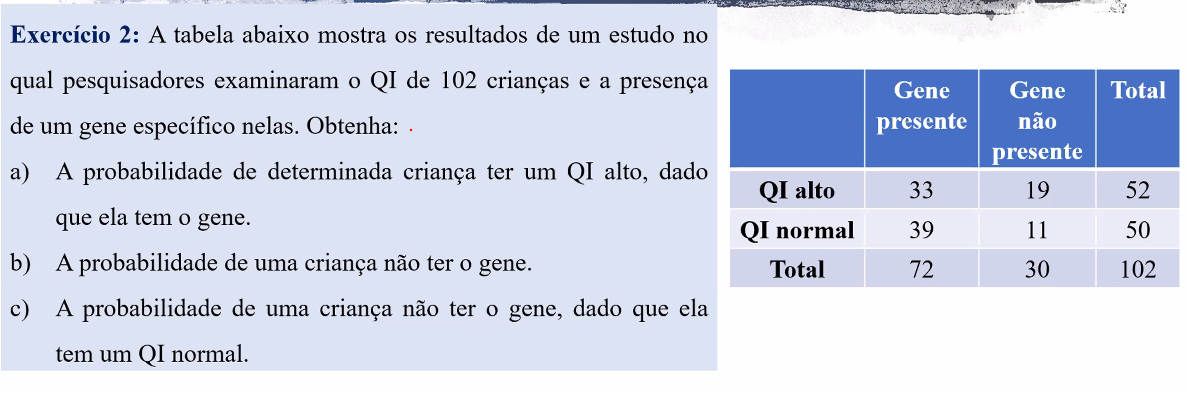 Exercício 2: A tabela abaixo mostra os resultados de um estudo no
qual pesquisadores examinaram o QI de 102 crianças e a presença
de um gene específico nelas. Obtenha:
a) A probabilidade de determinada criança ter um QI alto, dado
que ela tem o gene.
b) A probabilidade de uma criança não ter o gene.
c) A probabilidade de uma criança não ter o gene, dado que ela
tem um QI normal.
Gene presente Gene não presente Total
QI alto 33 19 52
QI normal 39 11 50
Total 72 30 102